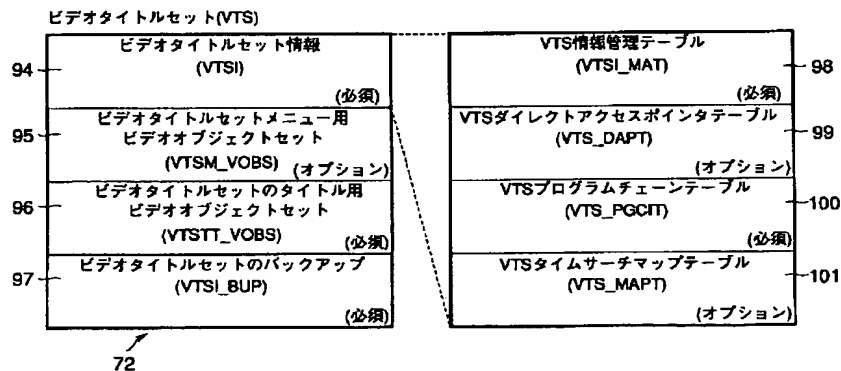 ビデオタイトルセット(VTS)
94
ビデオタイトルセット情報
(VTSI)
(必須)
95
ビデオタイトルセットメニュー用
ビデオオブジェクトセット
(VTSM_VOBS) (オプション)
96
ビデオタイトルセットのタイトル用
ビデオオブジェクトセット
(VTSTT_VOBS)
(必須)
97
ビデオタイトルセットのバックアップ
(VTSI_BUP)
(必須)
72
VTS情報管理テーブル
(VTSI_MAT)
(必須)
98
VTSダイレクトアクセスポインタテーブル
(VTS_DAPT)
(オプション)
99
VTSプログラムチェーンテーブル
(VTS_PGCIT)
(必須)
100
VTSタイムサーチマップテーブル
(VTS_MAPT)
(オプション)
101